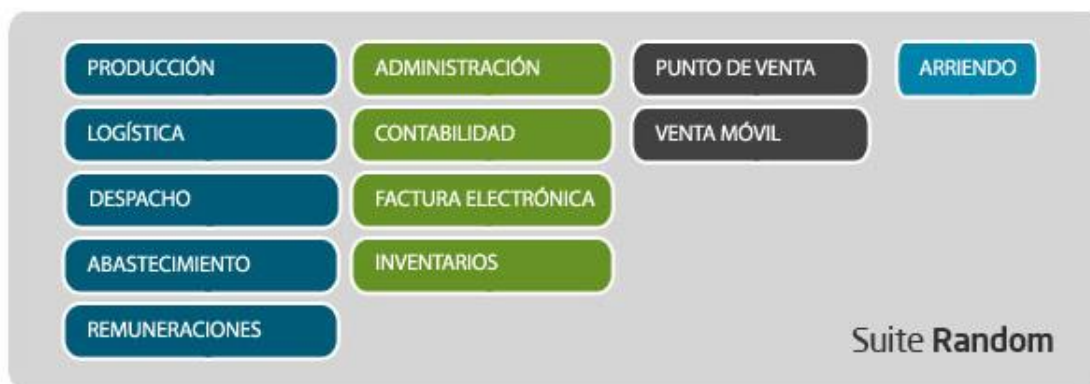 PRODUCCIÓN
LOGÍSTICA
DESPACHO
ABASTECIMIENTO
REMUNERACIONES
ADMINISTRACIÓN
CONTABILIDAD
FACTURA ELECTRÓNICA
INVENTARIOS
PUNTO DE VENTA
VENTA MÓVIL
ARRIENDO
Suite Random